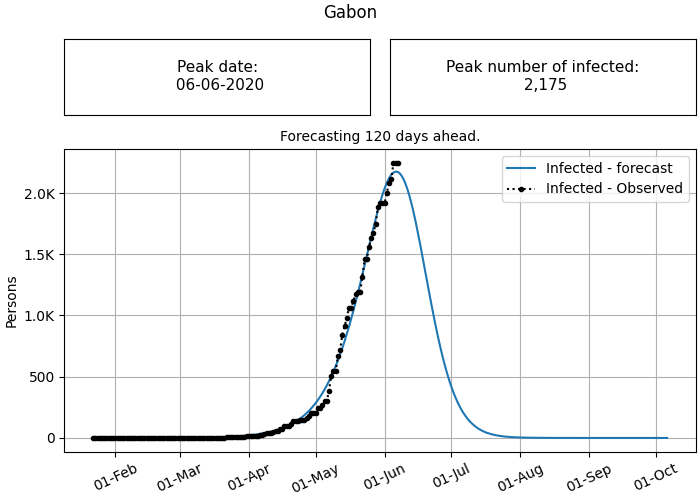 Gabon
Peak date:
06-06-2020
Peak number of infected:
2,175
Forecasting 120 days ahead.
Infected - forecast
Infected - Observed
Persons
2.0K
1.5K
1.0K
500
0
01-Feb
01-Mar
01-Apr
01-May
01-Jun
01-Jul
01-Aug
01-Sep
01-Oct